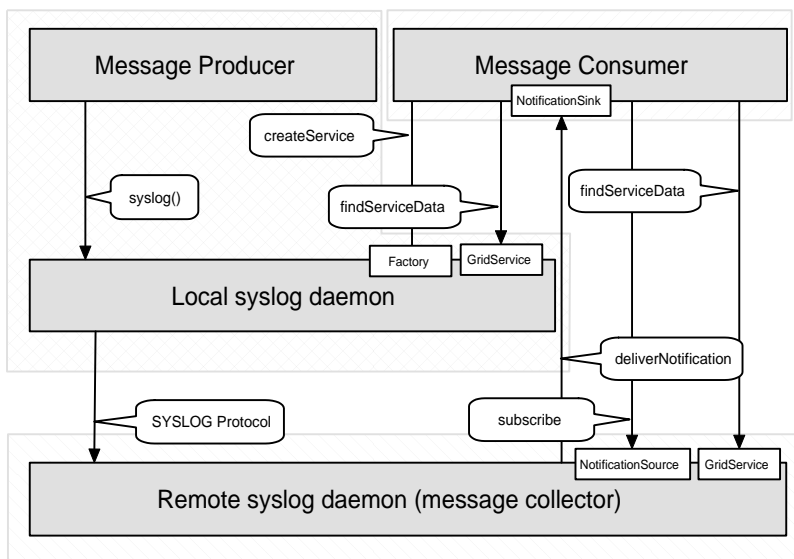 Message Producer
Message Consumer
NotificationSink
createService
syslog()
findServiceData
findServiceData
Factory
GridService
Local syslog daemon
deliverNotification
SYSLOG Protocol
subscribe
NotificationSource
GridService
Remote syslog daemon (message collector)